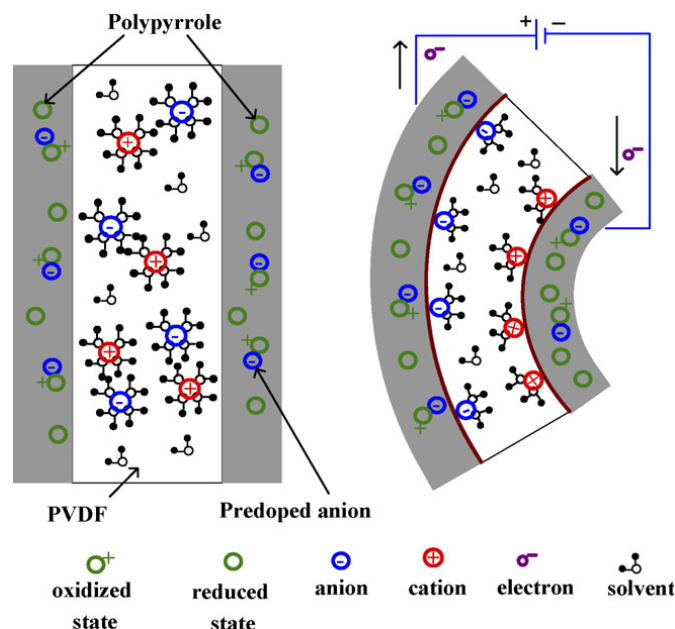 Polypyrrole
PVDF
Predoped anion
+ −
oxidized
state
reduced
state
anion
cation
electron
solvent